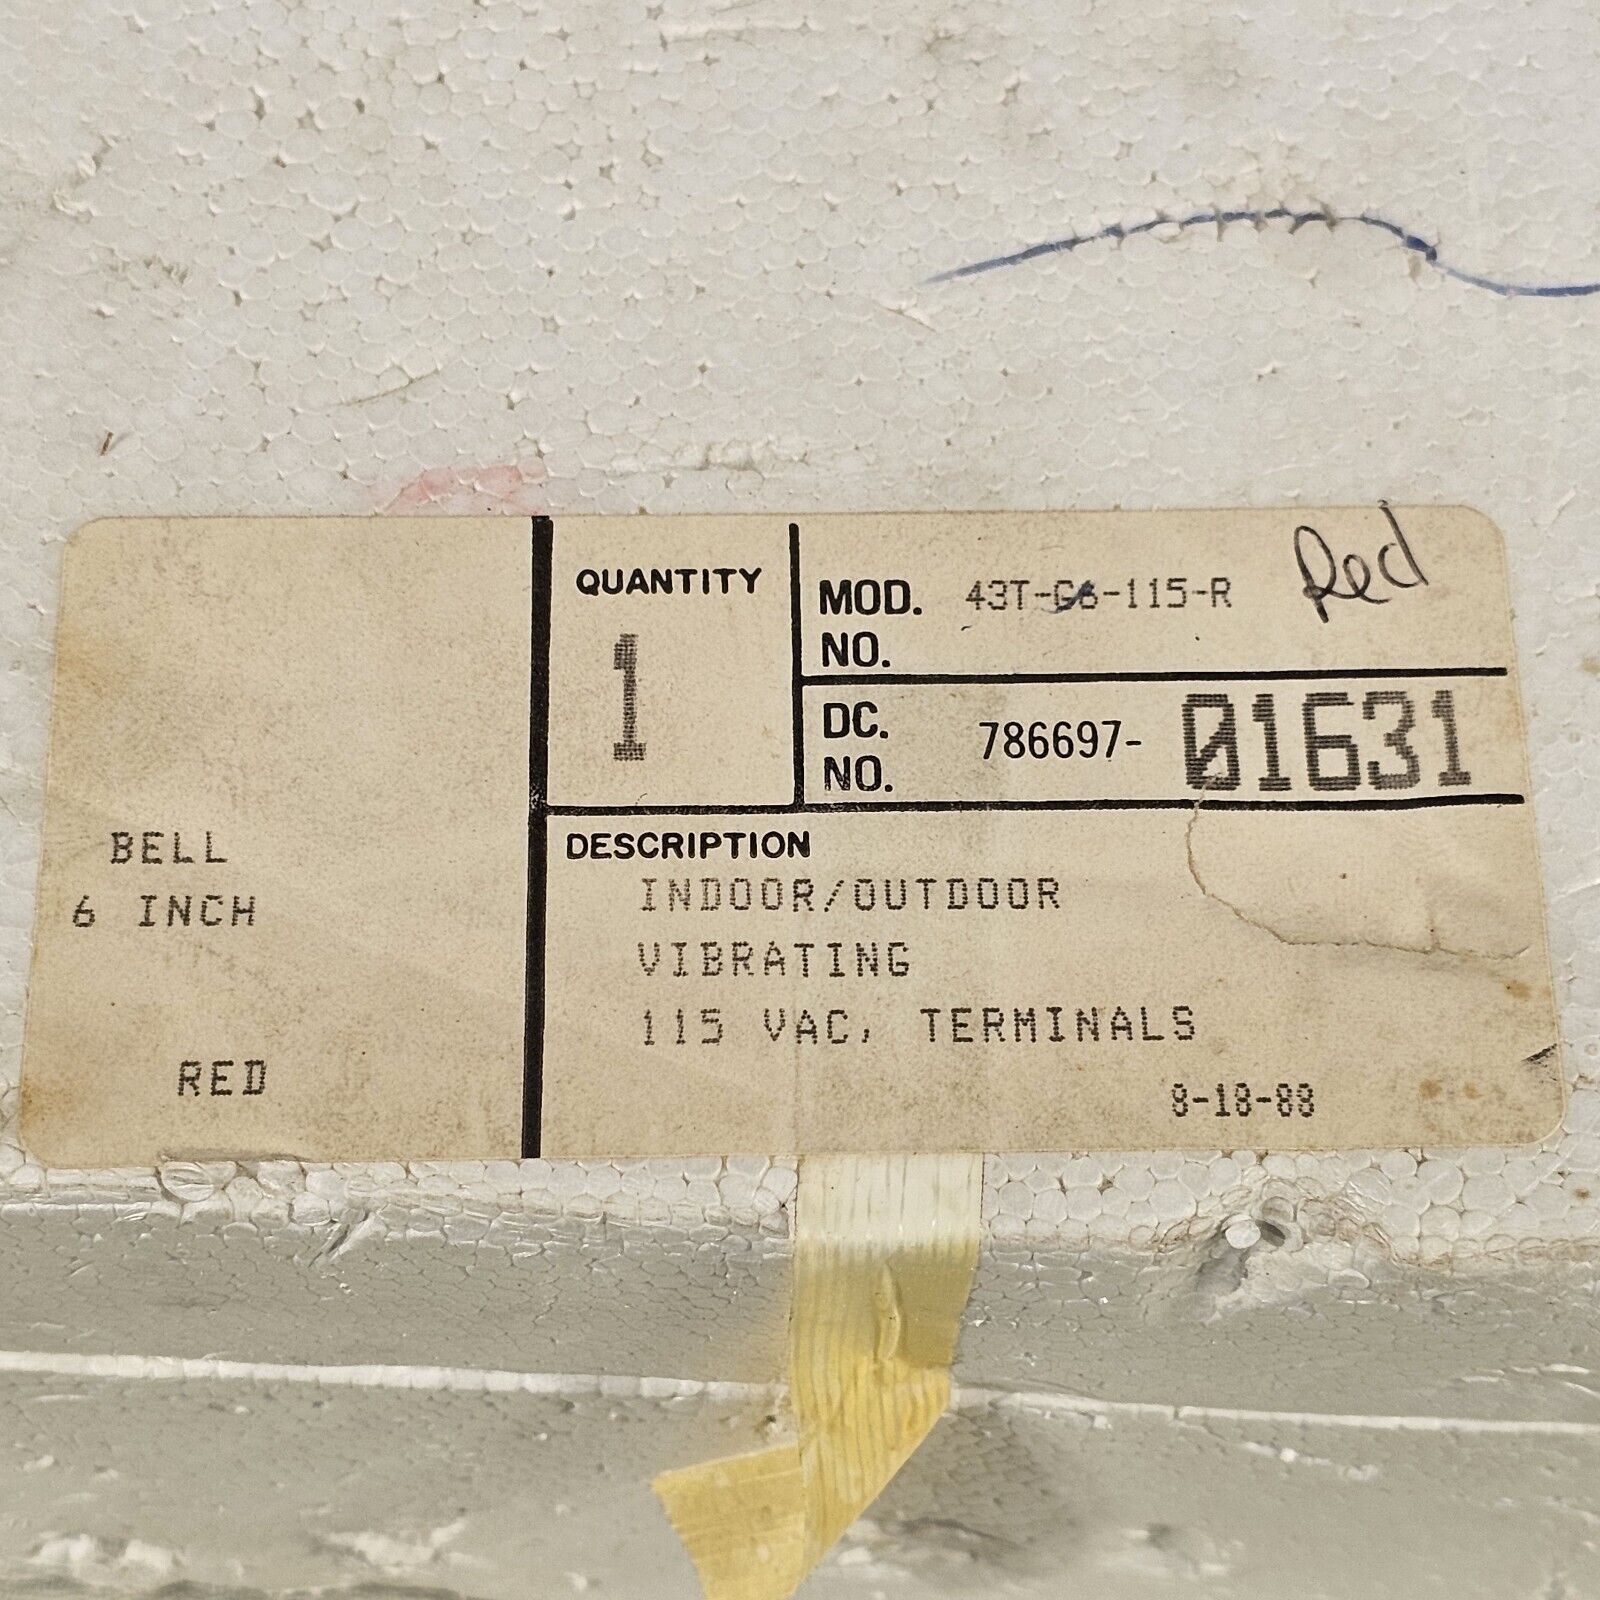 BELL
6 INCH
RED
QUANTITY
1
MOD. NO. 43T-G6-115-R Red
DC. NO. 786697- 01631
DESCRIPTION
INDOOR/OUTDOOR
VIBRATING
115 VAC, TERMINALS
8-18-88